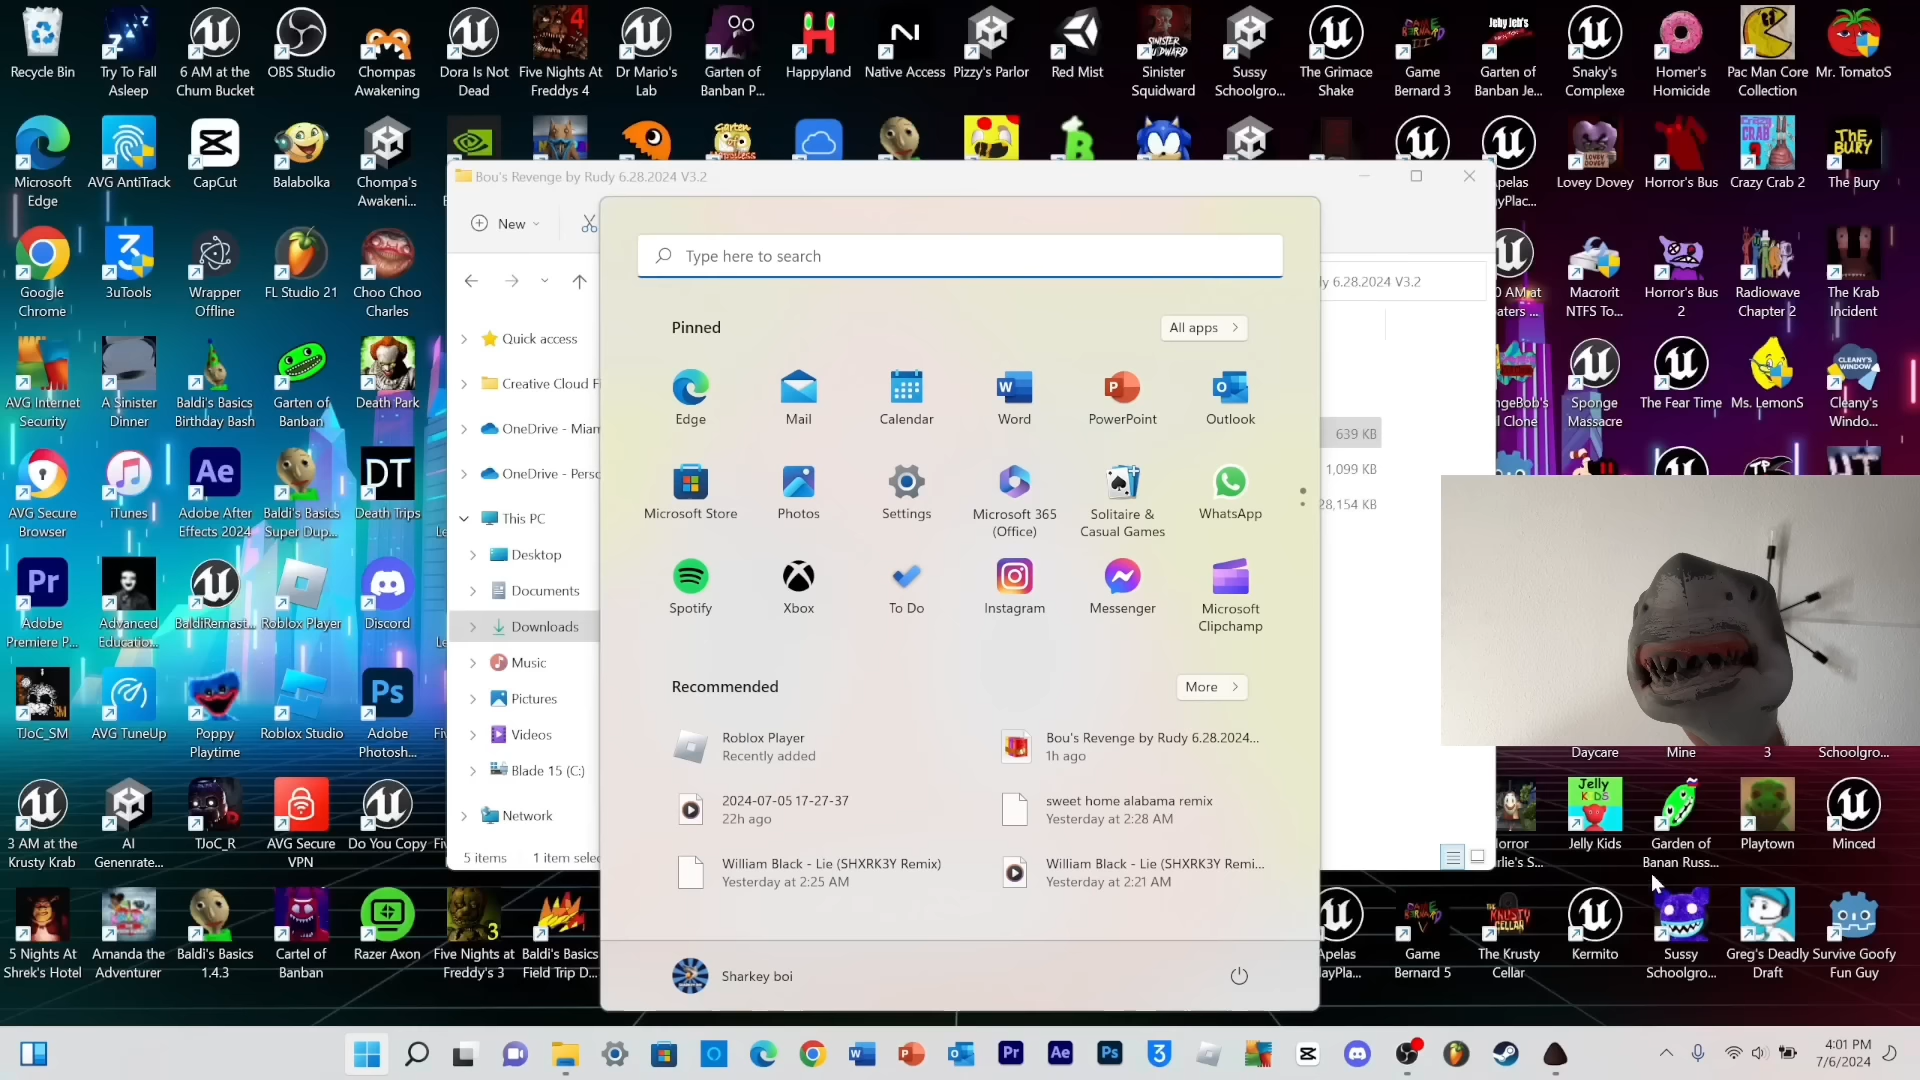 Recycle Bin
Try To Fall Asleep
6 AM at the Chum Bucket
OBS Studio
Chompas Awakening
Dora Is Not Dead
Five Nights At Freddys 4
Dr Mario's Lab
Garten of Banban P...
Happyland
Native Access
Pizzy's Parlor
Red Mist
Sinister Squidward
Sussy Schoolgro...
The Grimace Shake
Game Bernard 3
Garten of Banban Je...
Snaky's Complexe
Homer's Homicide
Pac Man Core Collection
Mr. TomatoS
Microsoft Edge
AVG AntiTrack
CapCut
Balabolka
Chompa's Awakeni...
Lovey Dovey
Horror's Bus
Crazy Crab 2
The Bury
Google Chrome
3uTools
Wrapper Offline
FL Studio 21
Choo Choo Charles
Macrorit NTFS To...
Horror's Bus 2
Radiowave Chapter 2
The Krab Incident
AVG Internet Security
A Sinister Dinner
Baldi's Basics Birthday Bash
Garten of Banban
Death Park
Sponge Massacre
The Fear Time
Ms. LemonS
Cleany's Windo...
AVG Secure Browser
iTunes
Adobe After Effects 2024
Baldi's Basics Super Dup...
Death Trips
Adobe Premiere P...
Advanced Educatio...
BaldiRemast...
Roblox Player
Discord
TJoC_SM
AVG TuneUp
Poppy Playtime
Roblox Studio
Adobe Photosh...
Daycare
Mine
3
Schoolgro...
3 AM at the Krusty Krab
AI Genenrate...
TJoC_R
AVG Secure VPN
Do You Copy
Jelly Kids
Garden of Banan Russ...
Playtown
Minced
5 Nights At Shrek's Hotel
Amanda the Adventurer
Baldi's Basics 1.4.3
Cartel of Banban
Razer Axon
Five Nights at Freddy's 3
Baldi's Basics Field Trip D...
Game Bernard 5
The Krusty Cellar
Kermito
Sussy Schoolgro...
Greg's Deadly Draft
Survive Goofy Fun Guy
Bou's Revenge by Rudy 6.28.2024 V3.2
New
6.28.2024 V3.2
Quick access
Creative Cloud F
OneDrive - Miam
OneDrive - Perso
This PC
Desktop
Documents
Downloads
Music
Pictures
Videos
Blade 15 (C:)
Network
5 items
1 item selec
639 KB
1,099 KB
28,154 KB
Type here to search
Pinned
All apps
Edge
Mail
Calendar
Word
PowerPoint
Outlook
Microsoft Store
Photos
Settings
Microsoft 365 (Office)
Solitaire & Casual Games
WhatsApp
Spotify
Xbox
To Do
Instagram
Messenger
Microsoft Clipchamp
Recommended
More
Roblox Player
Recently added
Bou's Revenge by Rudy 6.28.2024...
1h ago
2024-07-05 17-27-37
22h ago
sweet home alabama remix
Yesterday at 2:28 AM
William Black - Lie (SHXRK3Y Remix)
Yesterday at 2:25 AM
William Black - Lie (SHXRK3Y Remi...
Yesterday at 2:21 AM
Sharkey boi
4:01 PM
7/6/2024